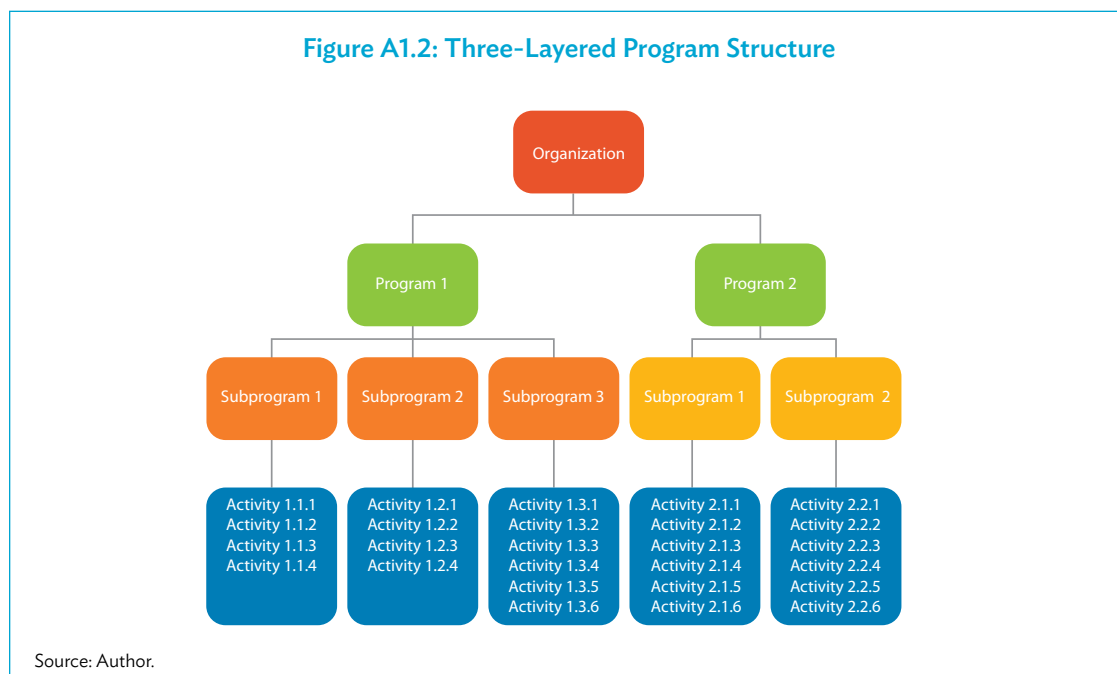 Figure A1.2: Three-Layered Program Structure
Organization
Program 1
Program 2
Subprogram 1
Subprogram 2
Subprogram 3
Subprogram 1
Subprogram 2
Activity 1.1.1
Activity 1.1.2
Activity 1.1.3
Activity 1.1.4
Activity 1.2.1
Activity 1.2.2
Activity 1.2.3
Activity 1.2.4
Activity 1.3.1
Activity 1.3.2
Activity 1.3.3
Activity 1.3.4
Activity 1.3.5
Activity 1.3.6
Activity 2.1.1
Activity 2.1.2
Activity 2.1.3
Activity 2.1.4
Activity 2.1.5
Activity 2.1.6
Activity 2.2.1
Activity 2.2.2
Activity 2.2.3
Activity 2.2.4
Activity 2.2.5
Activity 2.2.6
Source: Author.